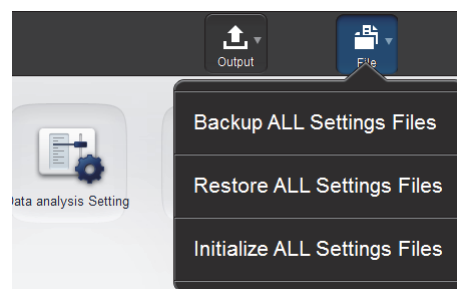 Output
File
Backup ALL Settings Files
Data analysis Setting
Restore ALL Settings Files
Initialize ALL Settings Files